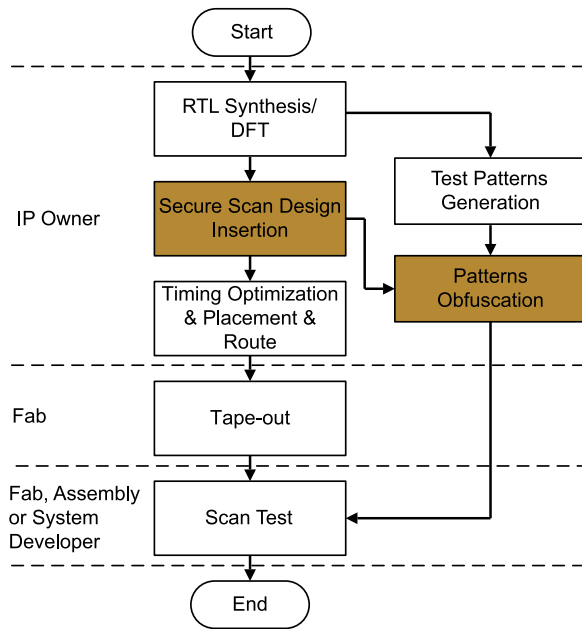 Start
RTL Synthesis/
DFT
Test Patterns
Generation
IP Owner
Secure Scan Design
Insertion
Patterns
Obfuscation
Timing Optimization
& Placement &
Route
Fab
Tape-out
Fab, Assembly
or System
Developer
Scan Test
End